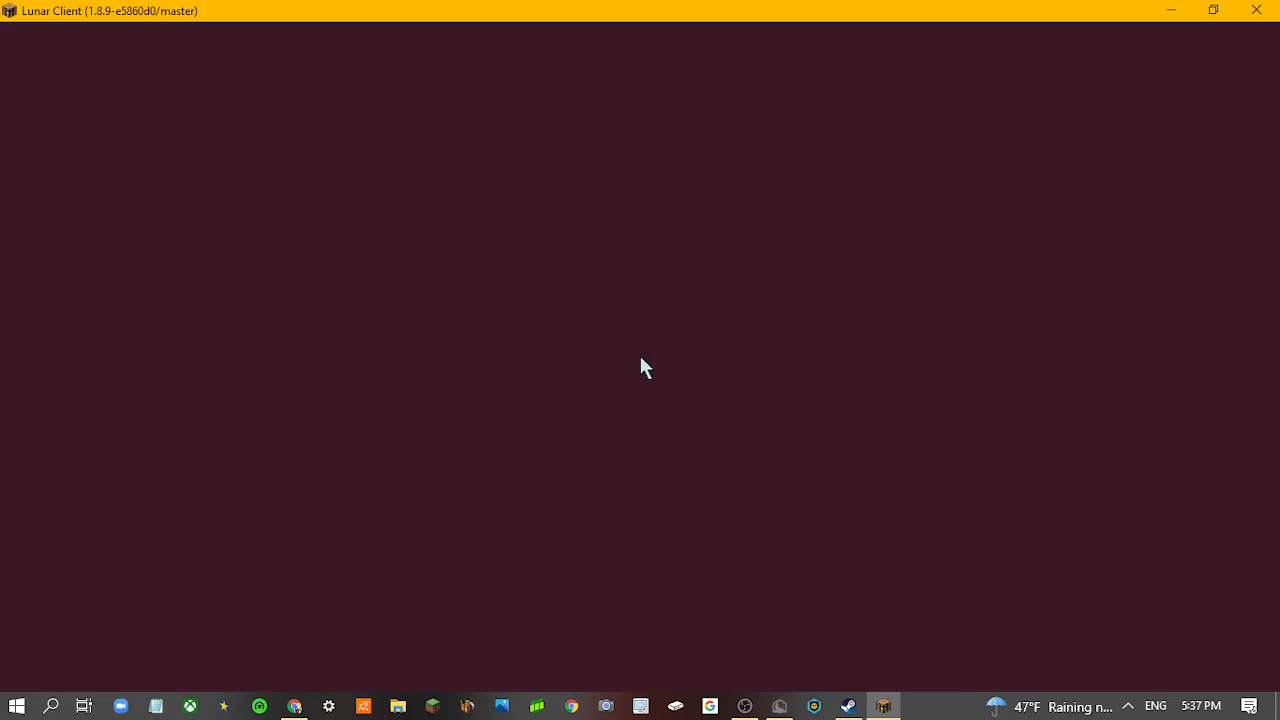 Lunar Client (1.8.9-e5860d0/master)
47°F Raining n... ENG 5:37 PM